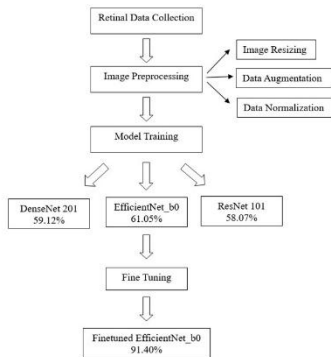 Retinal Data Collection
Image Resizing
Image Preprocessing
Data Augmentation
Data Normalization
Model Training
DenseNet 201
59.12%
EfficientNet_b0
61.05%
ResNet 101
58.07%
Fine Tuning
Finetuned EfficientNet_b0
91.40%